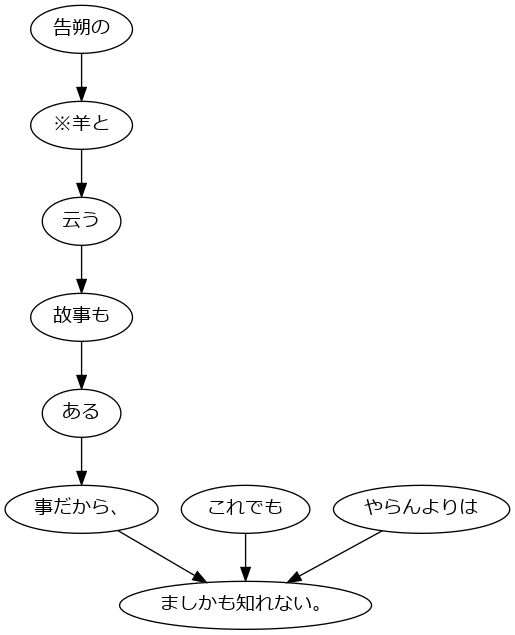 告朔の
※羊と
云う
故事も
ある
事だから、
これでも
やらんよりは
ましかも知れない。